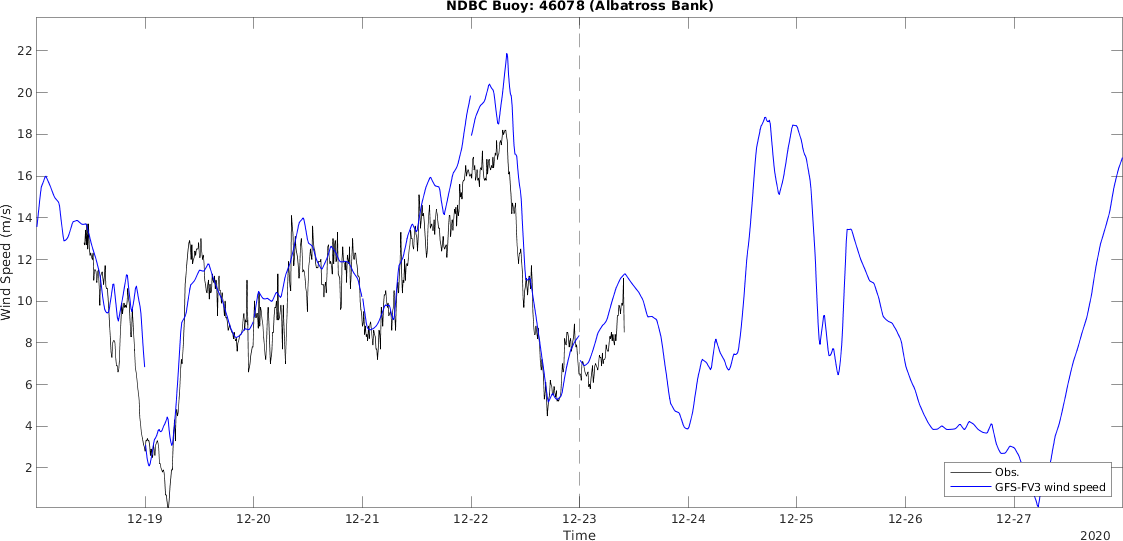 NDBC Buoy: 46078 (Albatross Bank)
22
20
18
16
14
12
10
8
6
4
2
Wind Speed (m/s)
Obs.
GFS-FV3 wind speed
12-19 12-20 12-21 12-22 12-23 12-24 12-25 12-26 12-27
Time
2020